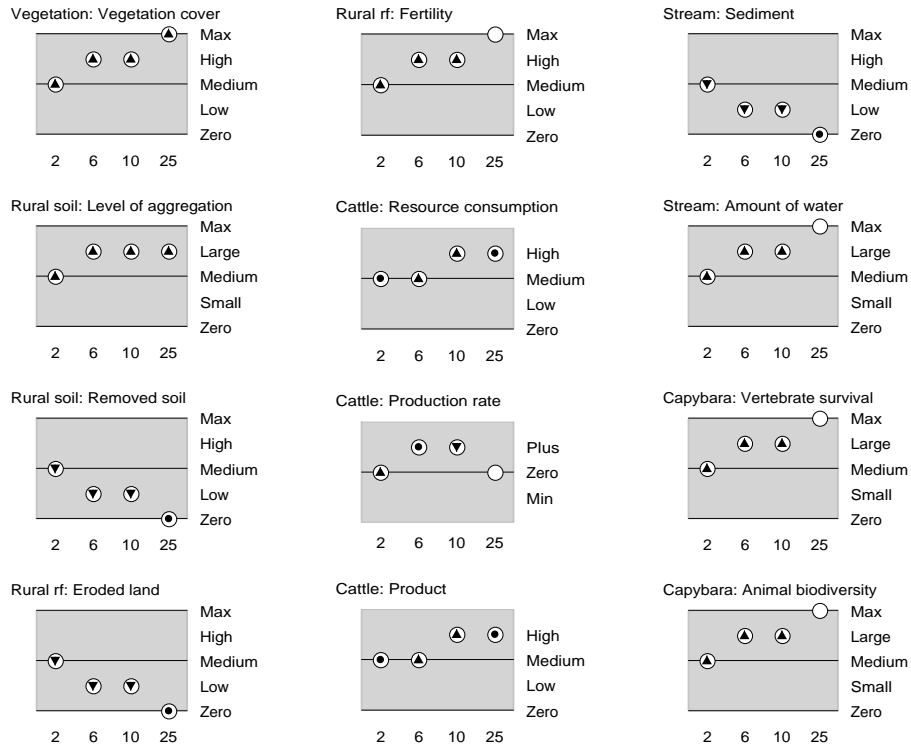 Vegetation: Vegetation cover
Max
High
Medium
Low
Zero
2 6 10 25
Rural rf: Fertility
Max
High
Medium
Low
Zero
2 6 10 25
Stream: Sediment
Max
High
Medium
Low
Zero
2 6 10 25
Rural soil: Level of aggregation
Max
Large
Medium
Small
Zero
2 6 10 25
Cattle: Resource consumption
High
Medium
Low
Zero
2 6 10 25
Stream: Amount of water
Max
Large
Medium
Small
Zero
2 6 10 25
Rural soil: Removed soil
Max
High
Medium
Low
Zero
2 6 10 25
Cattle: Production rate
Plus
Zero
Min
2 6 10 25
Capybara: Vertebrate survival
Max
Large
Medium
Small
Zero
2 6 10 25
Rural rf: Eroded land
Max
High
Medium
Low
Zero
2 6 10 25
Cattle: Product
High
Medium
Low
Zero
2 6 10 25
Capybara: Animal biodiversity
Max
Large
Medium
Small
Zero
2 6 10 25